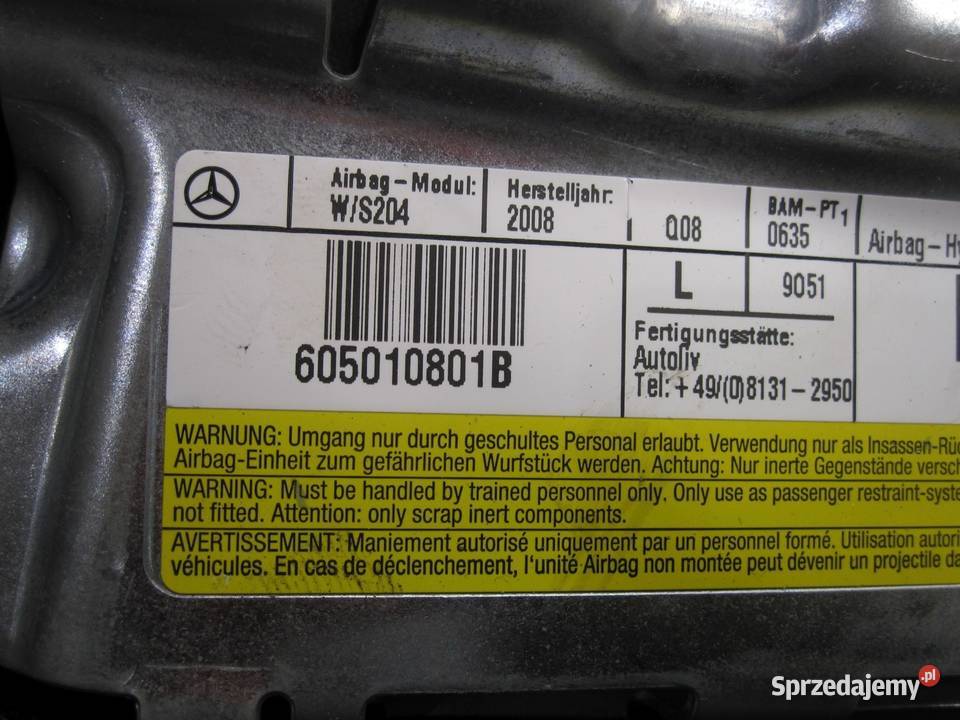 Airbag-Modul:
W/S204
Herstelljahr:
2008
Q08
BAM-PT1
0635
Airbag-H
605010801B
L
9051
Fertigungsstätte:
Autoliv
Tel: +49/(0)8131-2950
WARNUNG: Umgang nur durch geschultes Personal erlaubt. Verwendung nur als Insassen-Rüc
Airbag-Einheit zum gefährlichen Wurfstück werden. Achtung: Nur inerte Gegenstände versch
WARNING: Must be handled by trained personnel only. Only use as passenger restraint-syste
not fitted. Attention: only scrap inert components.
AVERTISSEMENT: Maniement autorisé uniquement par un personnel formé. Utilisation autori
véhicules. En cas de déclenchement, l'unité Airbag non montée peut dévenir un projectile da
Sprzedajemy.pl